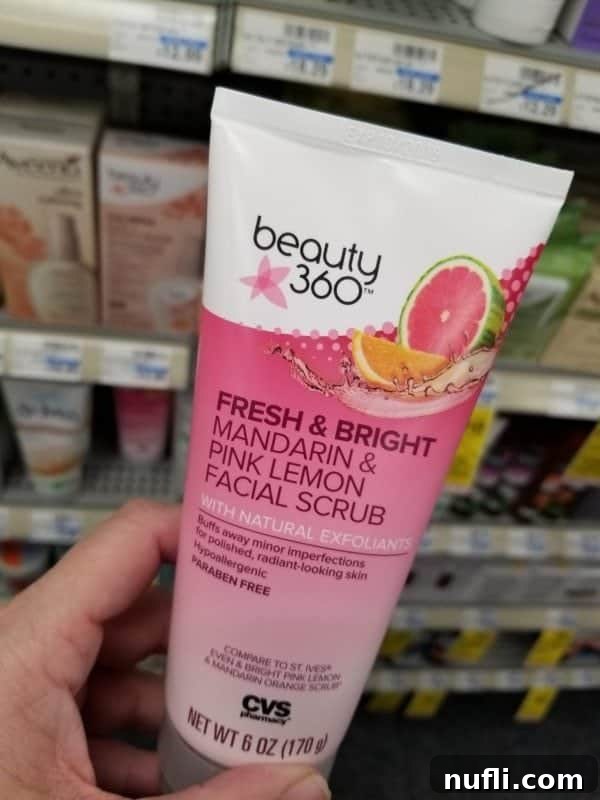 beauty
360™
FRESH & BRIGHT
MANDARIN &
PINK LEMON
FACIAL SCRUB
WITH NATURAL EXFOLIANTS
Buffs away minor imperfections
for polished, radiant-looking skin
Hypoallergenic
PARABEN FREE
COMPARE TO ST. IVES®
EVEN & BRIGHT PINK LEMON
& MANDARIN ORANGE SCRUB*
CVS
pharmacy®
NET WT 6 OZ (170 g)
Aveeno
nufli.com